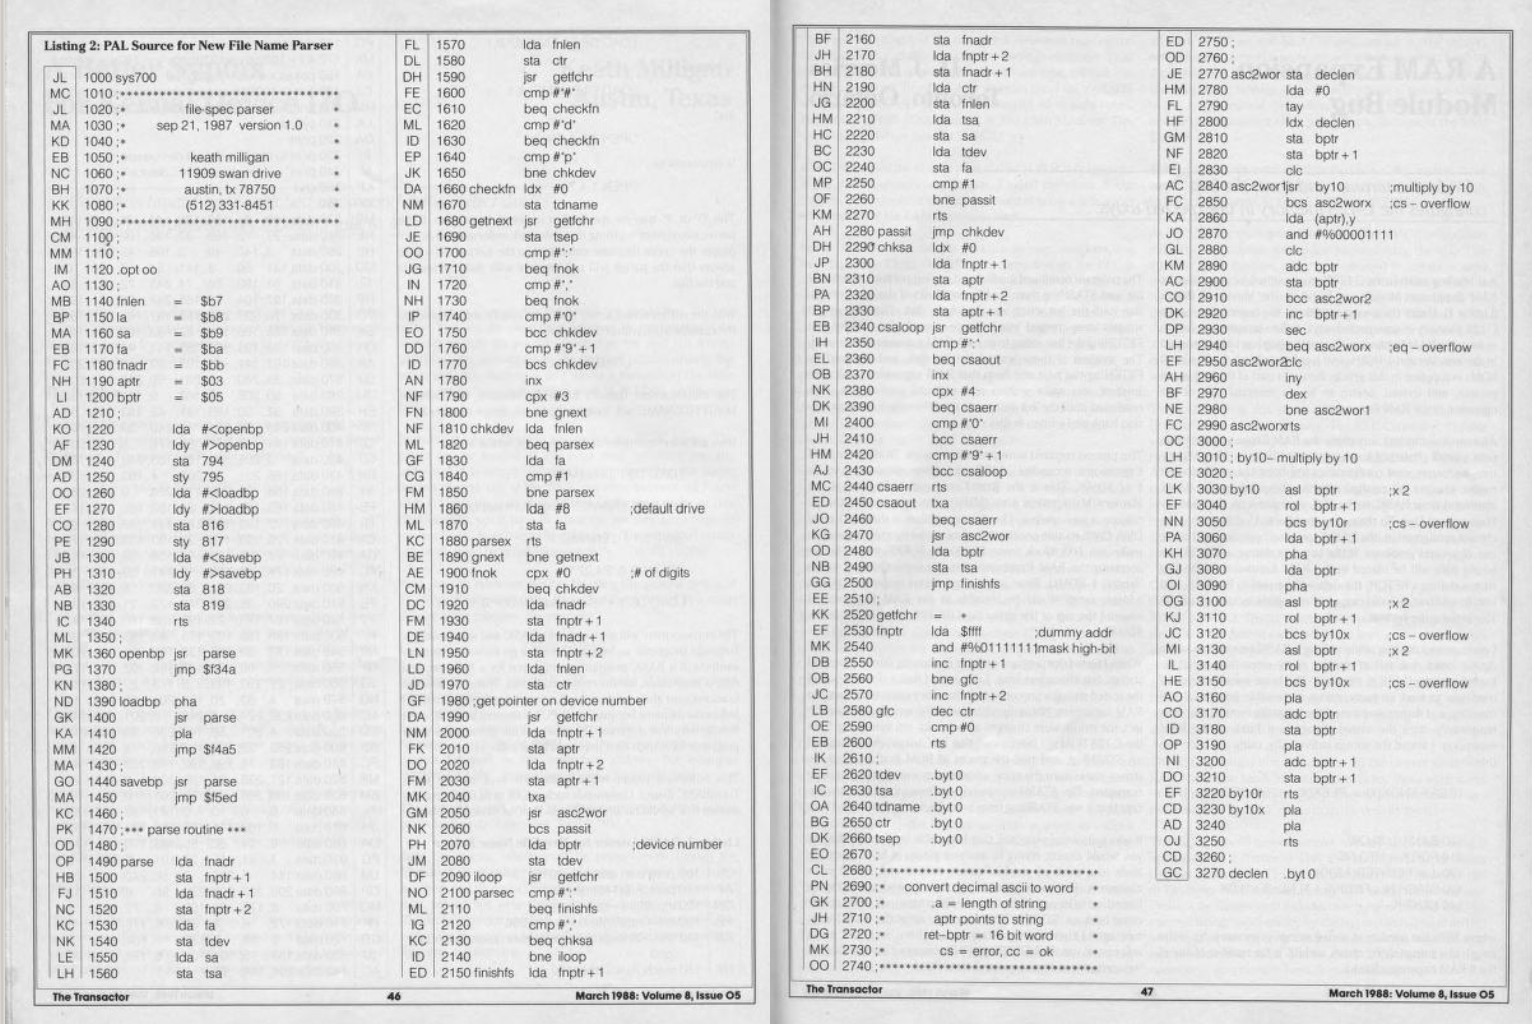 Listing 2: PAL Source for New File Name Parser
JL 1000 sys700
MC 1010 ;**********************************
JL 1020 ;* file-spec parser *
MA 1030 ;* sep 21, 1987 version 1.0 *
KD 1040 ;* *
EB 1050 ;* keath milligan *
NC 1060 ;* 11909 swan drive *
BH 1070 ;* austin, tx 78750 *
KK 1080 ;* (512) 331-8451 *
MH 1090 ;**********************************
CM 1100 ;
MM 1110 ;
IM 1120 .opt oo
AO 1130 ;
MB 1140 fnlen = $b7
BP 1150 la = $b8
MA 1160 sa = $b9
EB 1170 fa = $ba
FC 1180 fnadr = $bb
NH 1190 aptr = $03
LI 1200 bptr = $05
AD 1210 ;
KO 1220 lda #<openbp
AF 1230 ldy #>openbp
DM 1240 sta 794
AD 1250 sty 795
OO 1260 lda #<loadbp
EF 1270 ldy #>loadbp
CO 1280 sta 816
PE 1290 sty 817
JB 1300 lda #<savebp
PH 1310 ldy #>savebp
AB 1320 sta 818
NB 1330 sta 819
IC 1340 rts
ML 1350 ;
MK 1360 openbp jsr parse
PG 1370 jmp $f34a
KN 1380 ;
ND 1390 loadbp pha
GK 1400 jsr parse
KA 1410 pla
MM 1420 jmp $f4a5
MA 1430 ;
GO 1440 savebp jsr parse
MA 1450 jmp $f5ed
KC 1460 ;
PK 1470 ;*** parse routine ***
OD 1480 ;
OP 1490 parse lda fnadr
HB 1500 sta fnptr+1
FJ 1510 lda fnadr+1
NC 1520 sta fnptr+2
KC 1530 lda fa
NK 1540 sta tdev
LE 1550 lda sa
LH 1560 sta tsa
FL 1570 lda fnlen
DL 1580 sta ctr
DH 1590 jsr getfchr
FE 1600 cmp #'#'
EC 1610 beq checkfn
ML 1620 cmp #'d'
ID 1630 beq checkfn
EP 1640 cmp #'p'
JK 1650 bne chkdev
DA 1660 checkfn ldx #0
NM 1670 sta tdname
LD 1680 getnext jsr getfchr
JE 1690 sta tsep
OO 1700 cmp #':'
JG 1710 beq fnok
IN 1720 cmp #','
NH 1730 beq fnok
IP 1740 cmp #'0'
EO 1750 bcc chkdev
DD 1760 cmp #'9'+1
ID 1770 bcs chkdev
AN 1780 inx
NF 1790 cpx #3
FN 1800 bne gnext
NF 1810 chkdev lda fnlen
ML 1820 beq parsex
GF 1830 lda fa
CG 1840 cmp #1
FM 1850 bne parsex
HM 1860 lda #8 ;default drive
ML 1870 sta fa
KC 1880 parsex rts
BE 1890 gnext bne getnext
AE 1900 fnok cpx #0 ;# of digits
CM 1910 beq chkdev
DC 1920 lda fnadr
FM 1930 sta fnptr+1
DE 1940 lda fnadr+1
LN 1950 sta fnptr+2
LD 1960 lda fnlen
JD 1970 sta ctr
GF 1980 ;get pointer on device number
DA 1990 jsr getfchr
NM 2000 lda fnptr+1
FK 2010 sta aptr
DO 2020 lda fnptr+2
FM 2030 sta aptr+1
MK 2040 txa
GM 2050 jsr asc2wor
NK 2060 bcs passit
PH 2070 lda bptr ;device number
JM 2080 sta tdev
DF 2090 iloop jsr getfchr
NO 2100 parsec cmp #':'
ML 2110 beq finishfs
IG 2120 cmp #','
KC 2130 beq chksa
ID 2140 bne iloop
ED 2150 finishfs lda fnptr+1
The Transactor 46 March 1988: Volume 8, Issue 05
BF 2160 sta fnadr
JH 2170 lda fnptr+2
BH 2180 sta fnadr+1
HN 2190 lda ctr
JG 2200 sta fnlen
HM 2210 lda tsa
HC 2220 sta sa
BC 2230 lda tdev
OC 2240 sta fa
MP 2250 cmp #1
OF 2260 bne passit
KM 2270 rts
AH 2280 passit jmp chkdev
DH 2290 chksa ldx #0
JP 2300 lda fnptr+1
BN 2310 sta aptr
PA 2320 lda fnptr+2
BP 2330 sta aptr+1
EB 2340 csaloop jsr getfchr
IH 2350 cmp #':'
EL 2360 beq csaout
OB 2370 inx
NK 2380 cpx #4
DK 2390 beq csaerr
MI 2400 cmp #'0'
JH 2410 bcc csaerr
HM 2420 cmp #'9'+1
AJ 2430 bcc csaloop
MC 2440 csaerr rts
ED 2450 csaout txa
JO 2460 beq csaerr
KG 2470 jsr asc2wor
OD 2480 lda bptr
NB 2490 sta tsa
GG 2500 jmp finishfs
EE 2510 ;
KK 2520 getfchr = *
EF 2530 fnptr lda $ffff ;dummy addr
MK 2540 and #%01111111;mask high-bit
DB 2550 inc fnptr+1
OB 2560 bne gfc
JC 2570 inc fnptr+2
LB 2580 gfc dec ctr
OE 2590 cmp #0
EB 2600 rts
IK 2610 ;
EF 2620 tdev .byt 0
IC 2630 tsa .byt 0
OA 2640 tdname .byt 0
BG 2650 ctr .byt 0
DK 2660 tsep .byt 0
EO 2670 ;
CL 2680 ;**********************************
PN 2690 ;* convert decimal ascii to word *
GK 2700 ;* .a = length of string *
JH 2710 ;* aptr points to string *
DG 2720 ;* ret-bptr = 16 bit word *
MK 2730 ;* cs = error, cc = ok *
OO 2740 ;**********************************
ED 2750 ;
OD 2760 ;
JE 2770 asc2wor sta declen
HM 2780 lda #0
FL 2790 tay
HF 2800 ldx declen
GM 2810 sta bptr
NF 2820 sta bptr+1
EI 2830 clc
AC 2840 asc2wor1jsr by10 ;multiply by 10
FC 2850 bcs asc2worx ;cs - overflow
KA 2860 lda (aptr),y
JO 2870 and #%00001111
GL 2880 clc
KM 2890 adc bptr
AC 2900 sta bptr
CO 2910 bcc asc2wor2
DK 2920 inc bptr+1
DP 2930 sec
LH 2940 beq asc2worx ;eq - overflow
EF 2950 asc2wor2clc
AH 2960 iny
BF 2970 dex
NE 2980 bne asc2wor1
FC 2990 asc2worxrts
OC 3000 ;
LH 3010 ; by10- multiply by 10
CE 3020 ;
LK 3030 by10 asl bptr ;x 2
EF 3040 rol bptr+1
NN 3050 bcs by10r ;cs - overflow
PA 3060 lda bptr+1
KH 3070 pha
GJ 3080 lda bptr
OI 3090 pha
OG 3100 asl bptr ;x 2
KJ 3110 rol bptr+1
JC 3120 bcs by10x ;cs - overflow
MI 3130 asl bptr ;x 2
IL 3140 rol bptr+1
HE 3150 bcs by10x ;cs - overflow
AO 3160 pla
CO 3170 adc bptr
ID 3180 sta bptr
OP 3190 pla
NI 3200 adc bptr+1
DO 3210 sta bptr+1
EF 3220 by10r rts
CD 3230 by10x pla
AD 3240 pla
OJ 3250 rts
CD 3260 ;
GC 3270 declen .byt 0
The Transactor 47 March 1988: Volume 8, Issue 05